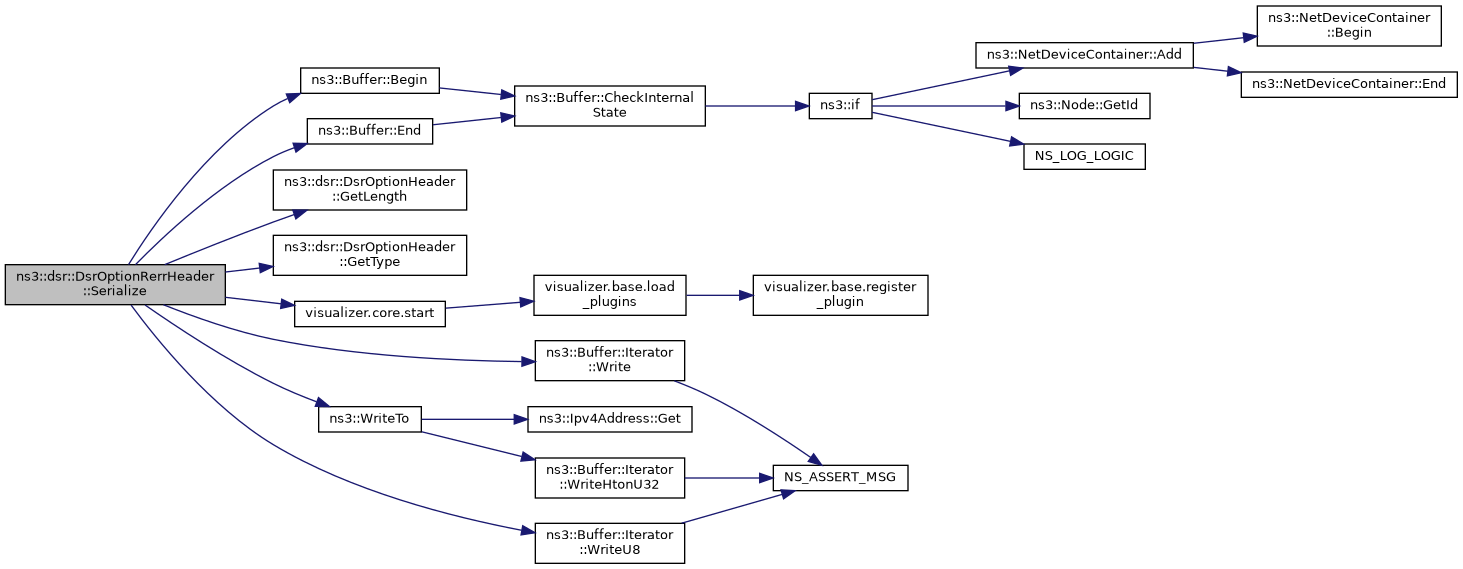 ns3::NetDeviceContainer
::Begin
ns3::NetDeviceContainer::Add
ns3::Buffer::Begin
ns3::NetDeviceContainer::End
ns3::Buffer::CheckInternal
State
ns3::if
ns3::Node::GetId
ns3::Buffer::End
NS_LOG_LOGIC
ns3::dsr::DsrOptionHeader
::GetLength
ns3::dsr::DsrOptionHeader
::GetType
ns3::dsr::DsrOptionRerrHeader
::Serialize
visualizer.base.load
_plugins
visualizer.base.register
_plugin
visualizer.core.start
ns3::Buffer::Iterator
::Write
ns3::WriteTo
ns3::Ipv4Address::Get
ns3::Buffer::Iterator
::WriteHtonU32
NS_ASSERT_MSG
ns3::Buffer::Iterator
::WriteU8